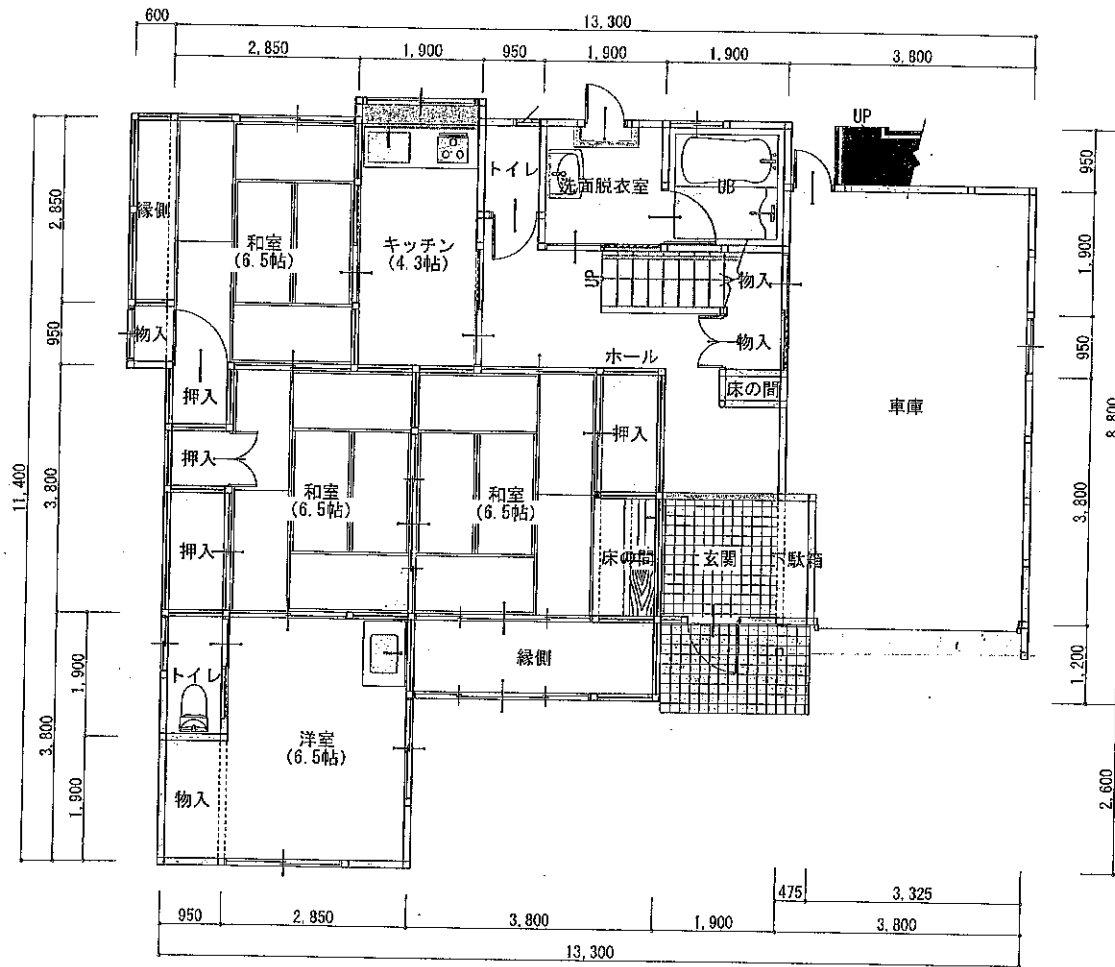 600
13,300
2,850
1,900
950
1,900
1,900
3,800
UP
950
2,850
縁側
和室
(6.5帖)
キッチン
(4.3帖)
トイレ
洗面脱衣室
UB
1,900
UP
物入
950
物入
物入
950
ホール
床の間
車庫
8,800
押入
押入
押入
11,400
3,800
和室
(6.5帖)
和室
(6.5帖)
3,800
押入
床の間
玄関
下駄箱
縁側
トイレ
1,900
1,200
3,800
洋室
(6.5帖)
物入
1,900
2,600
475
3,325
950
2,850
3,800
1,900
3,800
13,300